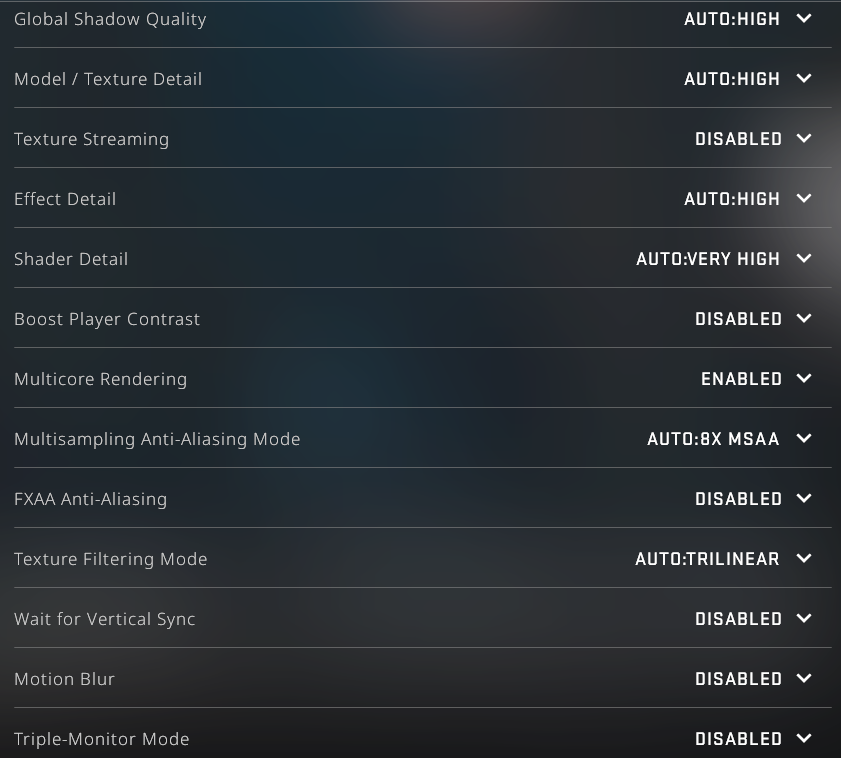 Global Shadow Quality AUTO:HIGH
Model / Texture Detail AUTO:HIGH
Texture Streaming DISABLED
Effect Detail AUTO:HIGH
Shader Detail AUTO:VERY HIGH
Boost Player Contrast DISABLED
Multicore Rendering ENABLED
Multisampling Anti-Aliasing Mode AUTO:8X MSAA
FXAA Anti-Aliasing DISABLED
Texture Filtering Mode AUTO:TRILINEAR
Wait for Vertical Sync DISABLED
Motion Blur DISABLED
Triple-Monitor Mode DISABLED